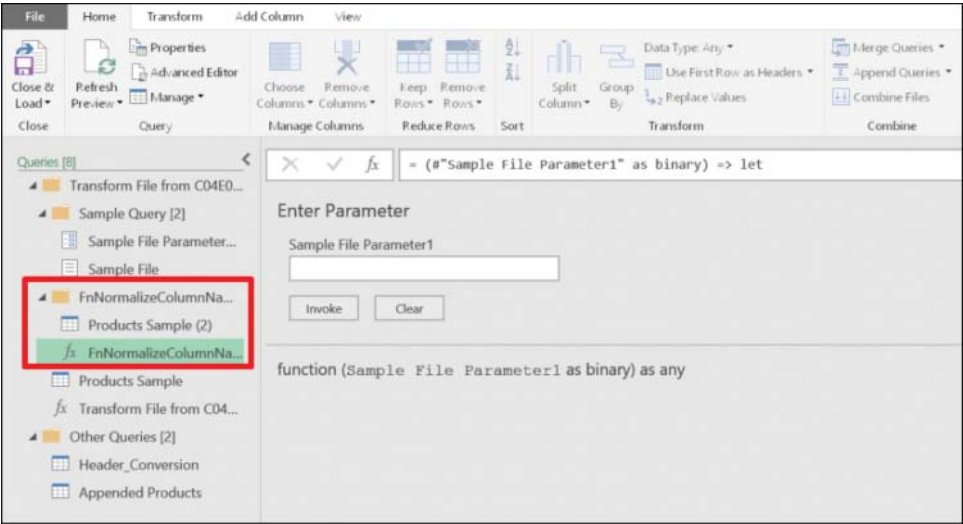 File Home Transform Add Column View
Close & Load
Refresh Preview
Properties
Advanced Editor
Manage
Choose Columns
Remove Columns
Keep Rows
Remove Rows
Split Column
Group By
Data Type: Any
Use First Row as Headers
Replace Values
Merge Queries
Append Queries
Combine Files
Close Query Manage Columns Reduce Rows Sort Transform Combine
Queries [8]
Transform File from C04E0...
Sample Query [2]
Sample File Parameter...
Sample File
FnNormalizeColumnNa...
Products Sample (2)
fx FnNormalizeColumnNa...
Products Sample
fx Transform File from C04...
Other Queries [2]
Header_Conversion
Appended Products
fx = (#"Sample File Parameter1" as binary) => let
Enter Parameter
Sample File Parameter1
Invoke Clear
function (Sample File Parameter1 as binary) as any